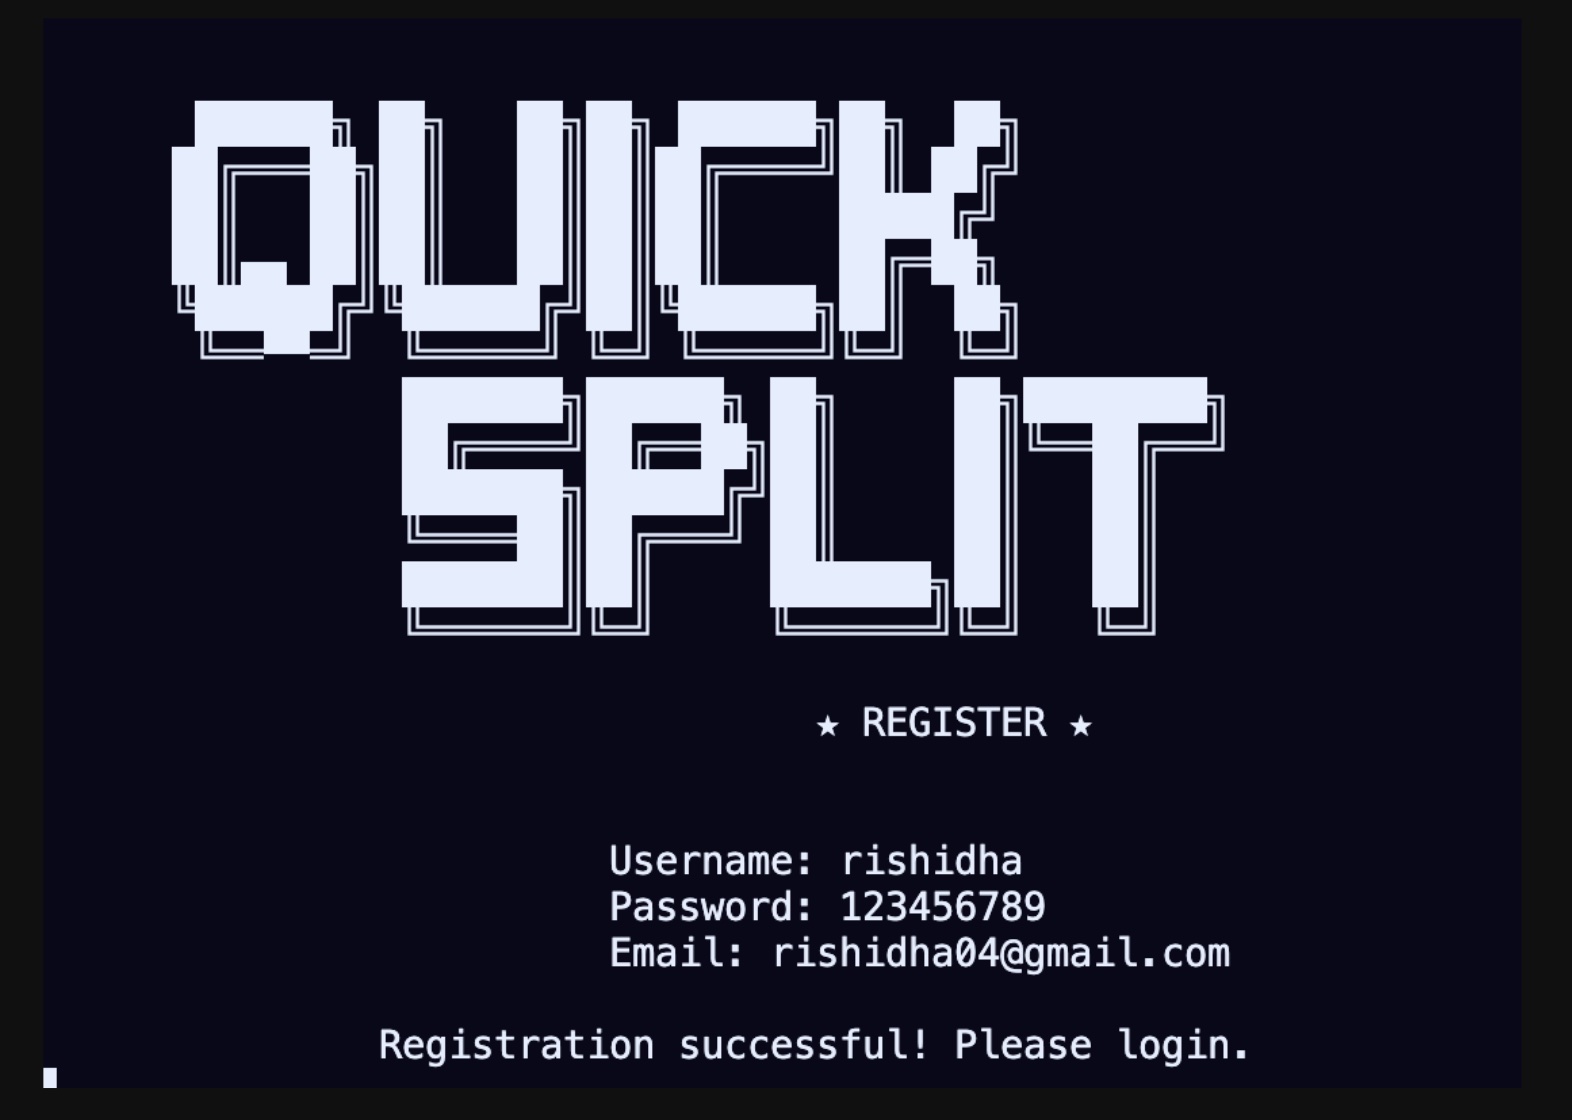 QUICK
SPLIT
★ REGISTER ★
Username: rishidha
Password: 123456789
Email: rishidha04@gmail.com
Registration successful! Please login.